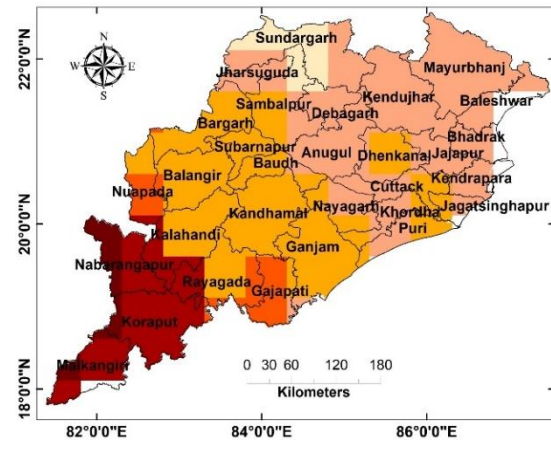 N
W E
S
22°0'0"N
20°0'0"N
18°0'0"N
Sundargarh
Jharsuguda
Mayurbhanj
Sambalpur
Kendujhar
Baleshwar
Debagarh
Bargarh
Bhadrak
Subarnapur
Anugul
Dhenkanal
Jajapur
Balangir
Baudh
Kendrapara
Nuapada
Cuttack
Kandhamal
Nayagarh
Khordha
Jagatsinghapur
Puri
Kalahandi
Ganjam
Nabarangapur
Rayagada
Gajapati
Koraput
Malkangiri
0 30 60 120 180
Kilometers
82°0'0"E 84°0'0"E 86°0'0"E